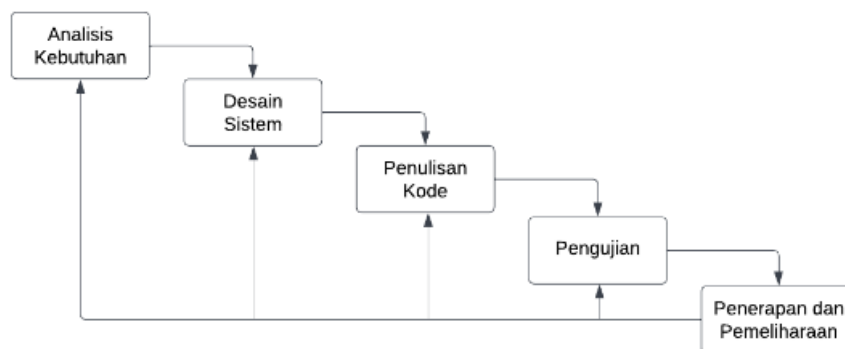 Analisis
Kebutuhan
Desain
Sistem
Penulisan
Kode
Pengujian
Penerapan dan
Pemeliharaan